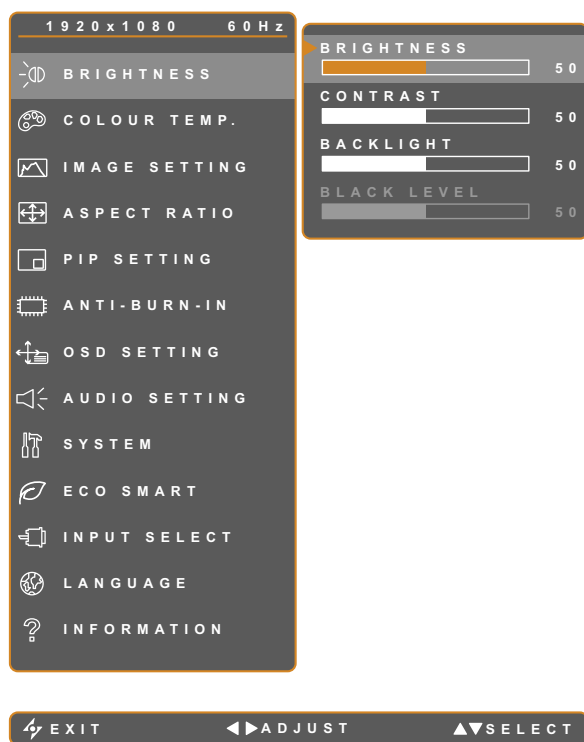 1920x1080 60Hz
BRIGHTNESS
COLOUR TEMP.
IMAGE SETTING
ASPECT RATIO
PIP SETTING
ANTI-BURN-IN
OSD SETTING
AUDIO SETTING
SYSTEM
ECO SMART
INPUT SELECT
LANGUAGE
INFORMATION
BRIGHTNESS
50
CONTRAST
50
BACKLIGHT
50
BLACK LEVEL
50
EXIT ADJUST SELECT